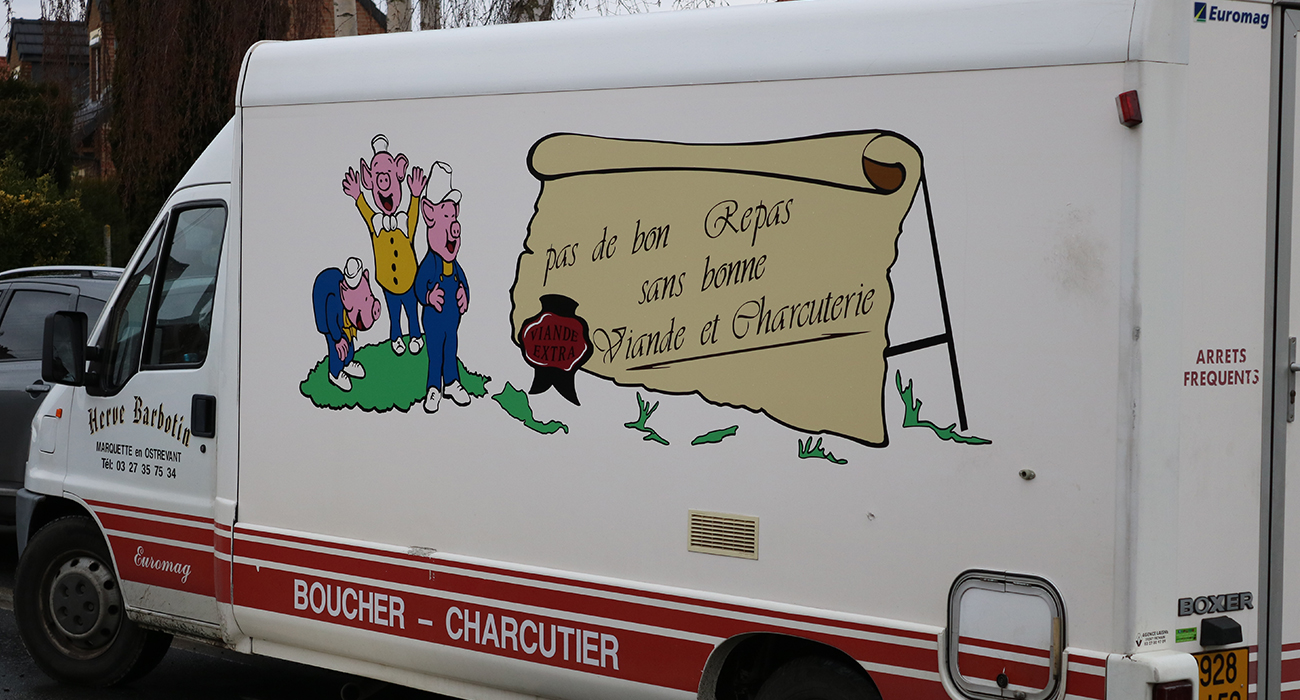 Euromag
pas de bon Repas
sans bonne
Viande et Charcuterie
VIANDE
EXTRA
ARRETS
FREQUENTS
Herve Barbotin
MARQUETTE en OSTREVANT
Tél: 03 27 35 75 34
Euromag
BOUCHER - CHARCUTIER
BOXER
928